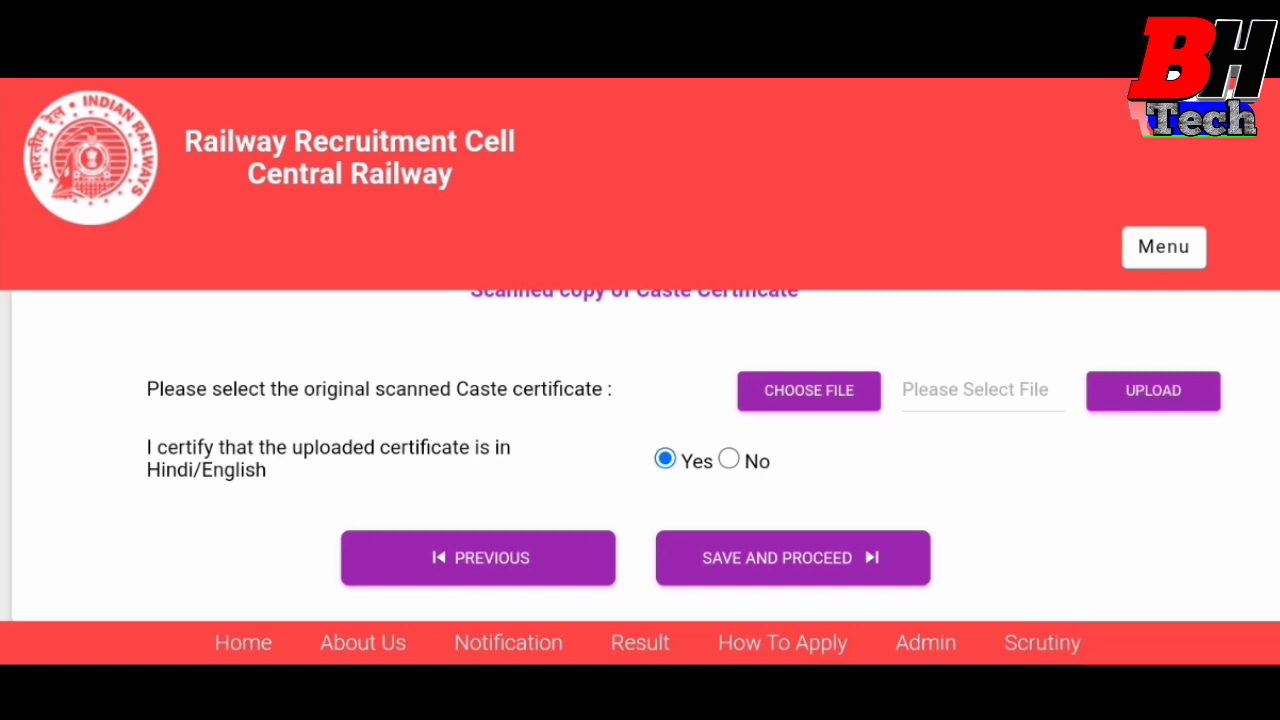 BH
Tech
भारतीय रेल • INDIAN RAILWAYS
Railway Recruitment Cell
Central Railway
Menu
Scanned copy of Caste Certificate
Please select the original scanned Caste certificate :
CHOOSE FILE
Please Select File
UPLOAD
I certify that the uploaded certificate is in
Hindi/English
Yes
No
PREVIOUS
SAVE AND PROCEED
Home
About Us
Notification
Result
How To Apply
Admin
Scrutiny